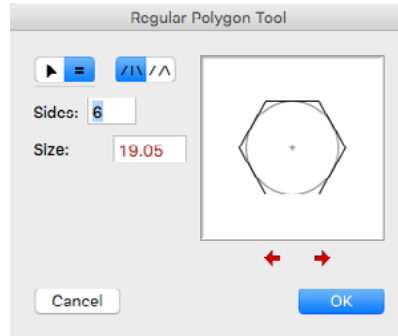 Regular Polygon Tool
Sides: 6
Size: 19.05
Cancel
OK